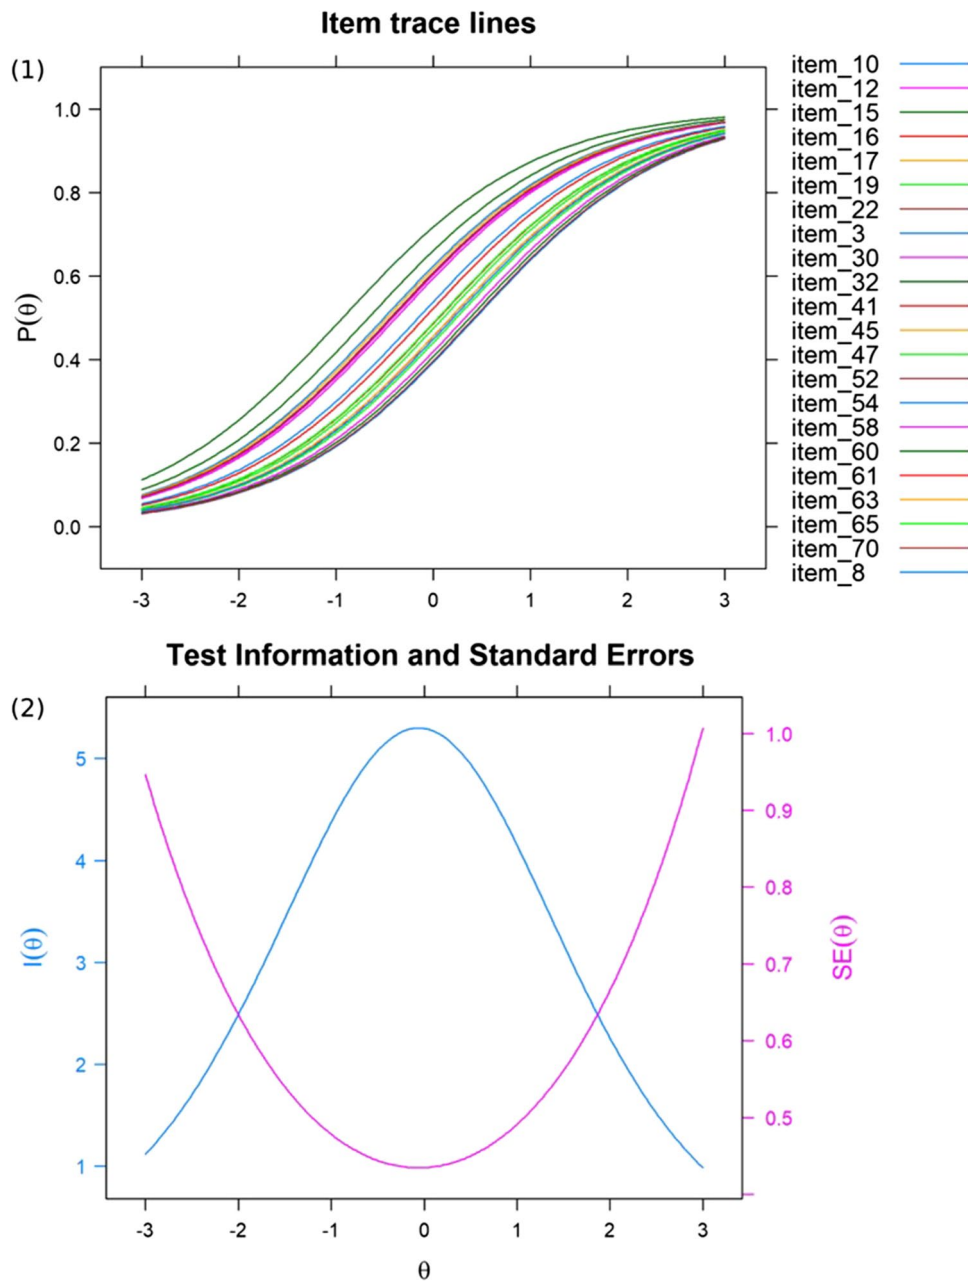 Item trace lines
(1)
P(θ)
1.0
0.8
0.6
0.4
0.2
0.0
-3 -2 -1 0 1 2 3
item_10
item_12
item_15
item_16
item_17
item_19
item_22
item_3
item_30
item_32
item_41
item_45
item_47
item_52
item_54
item_58
item_60
item_61
item_63
item_65
item_70
item_8
Test Information and Standard Errors
(2)
I(θ)
5
4
3
2
1
1.0
0.9
0.8
0.7
0.6
0.5
SE(θ)
-3 -2 -1 0 1 2 3
θ